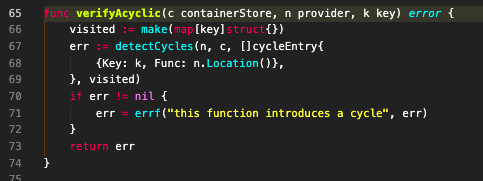 65 func verifyAcyclic(c containerStore, n provider, k key) error {
66     visited := make(map[key]struct{})
67     err := detectCycles(n, c, []cycleEntry{
68         {Key: k, Func: n.Location()},
69     }, visited)
70     if err != nil {
71         err = errf("this function introduces a cycle", err)
72     }
73     return err
74 }
75